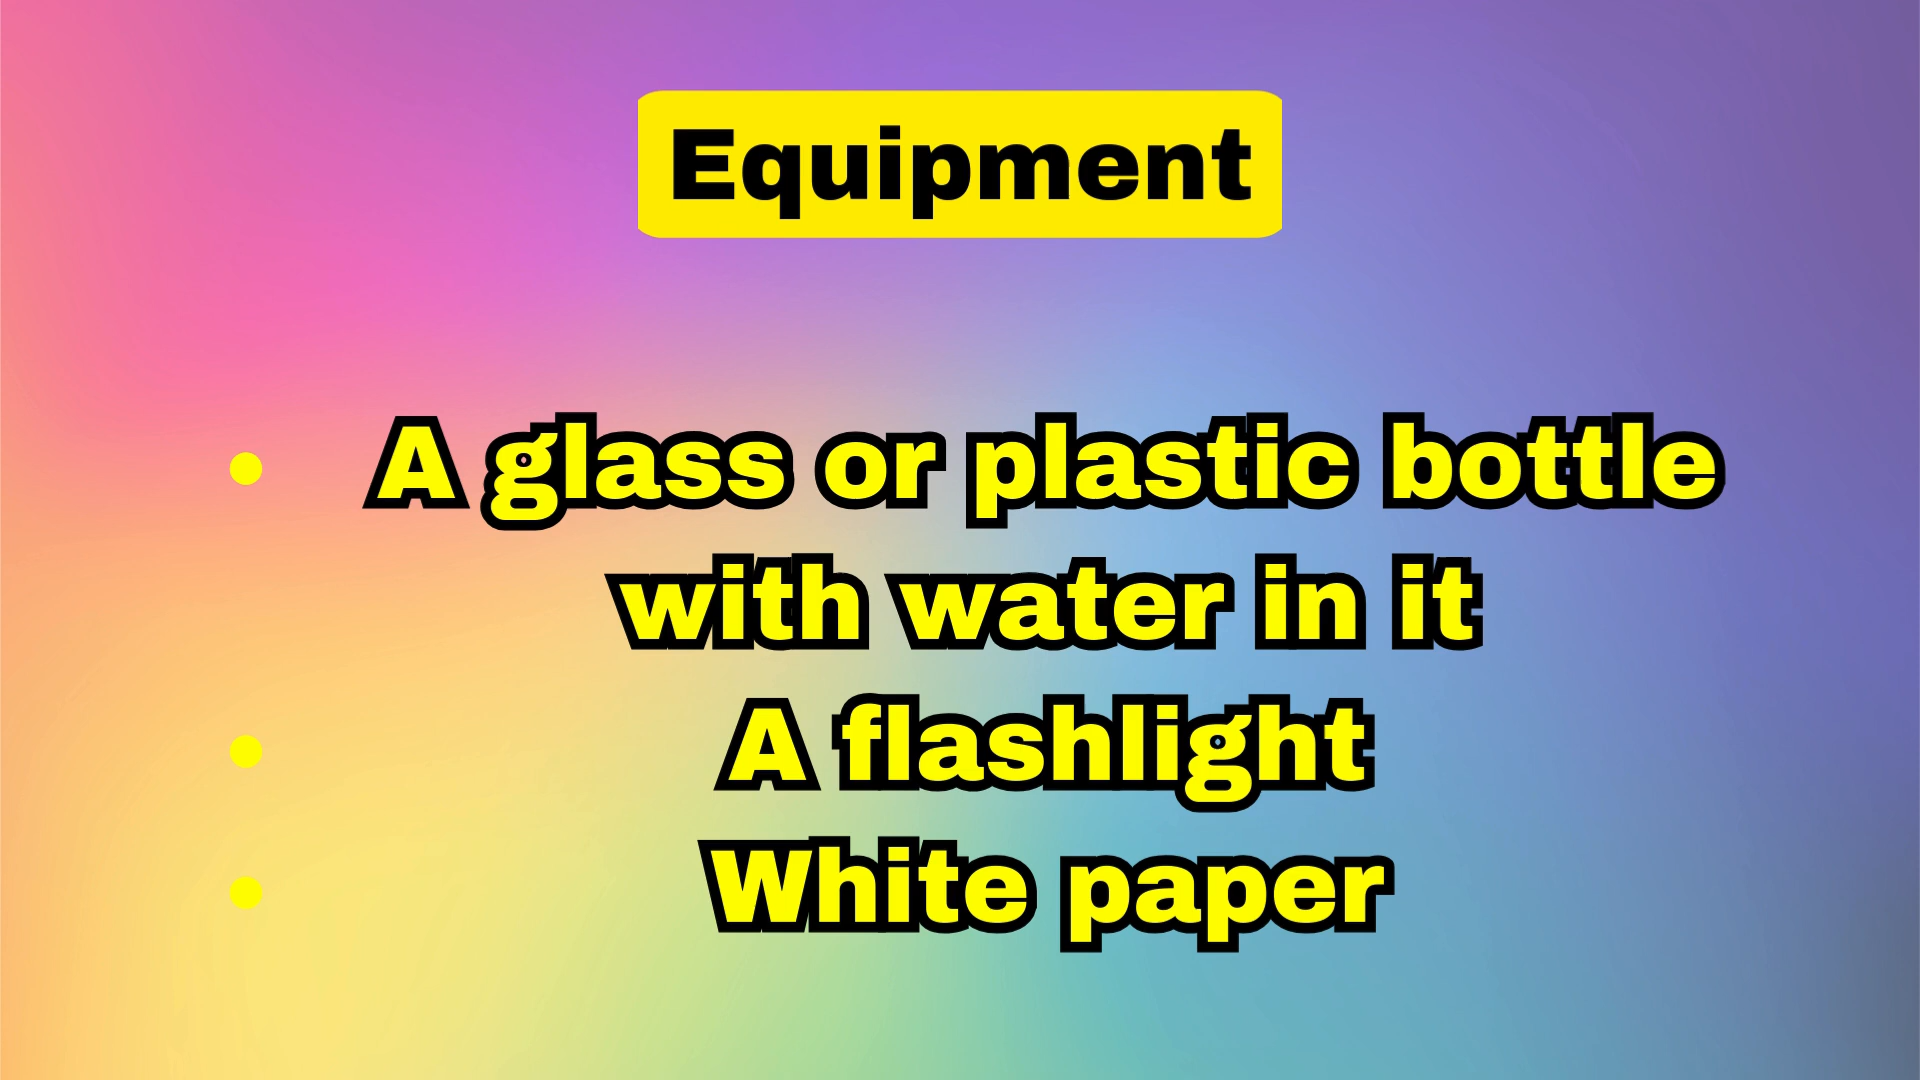 Equipment
• A glass or plastic bottle
with water in it
• A flashlight
• White paper